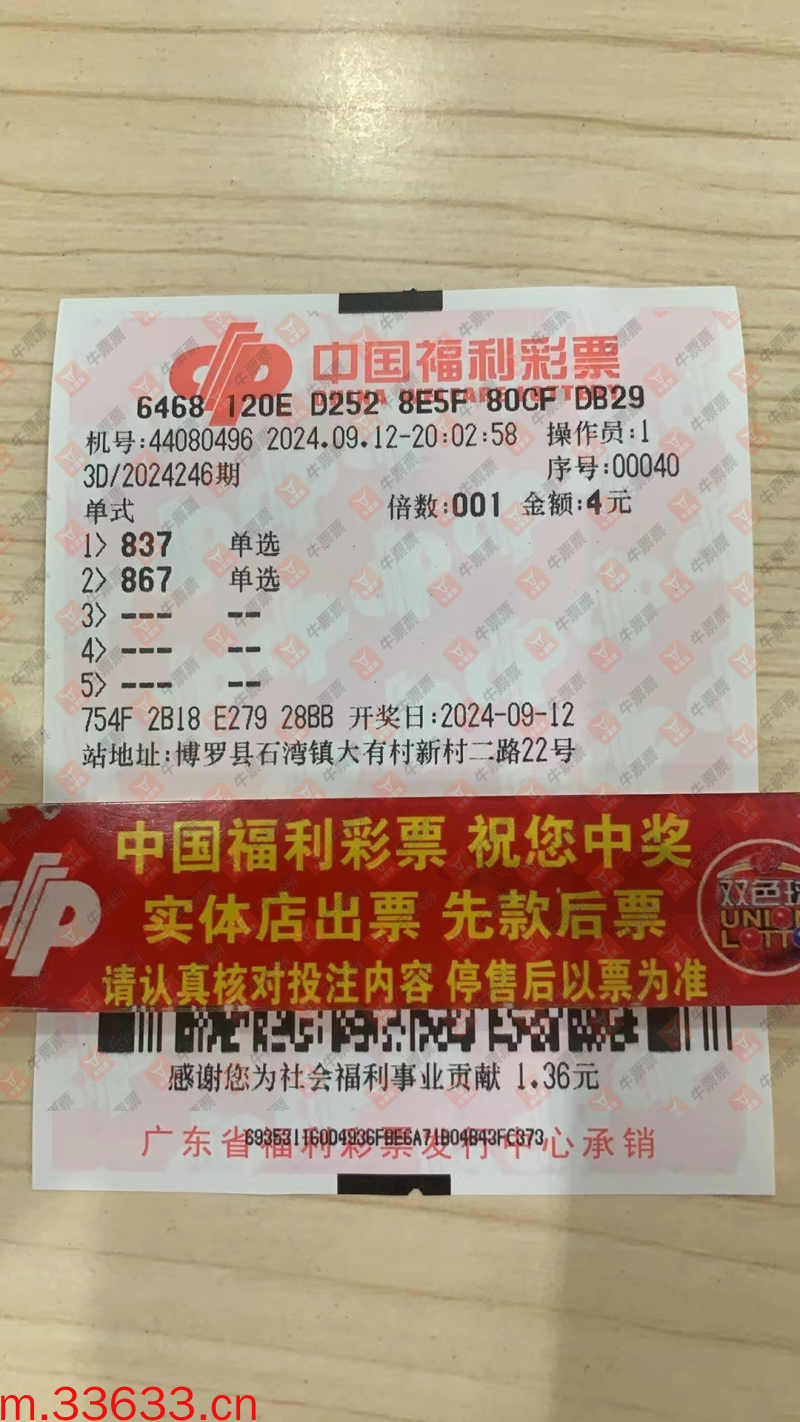 中国福利彩票
CHINA WELFARE LOTTERY
6468 120E D252 8E5F 80CF DB29
机号:44080496 2024.09.12-20:02:58 操作员:1
3D/2024246期 序号:00040
单式 倍数:001 金额:4元
1> 837 单选
2> 867 单选
3> --- --
4> --- --
5> --- --
754F 2B18 E279 28BB 开奖日:2024-09-12
站地址:博罗县石湾镇大有村新村二路22号
中国福利彩票 祝您中奖
实体店出票 先款后票
请认真核对投注内容 停售后以票为准
双色球
UNION
LOTTO
感谢您为社会福利事业贡献 1.36元
广东省福利彩票发行中心承销
牛票票
m.33633.cn